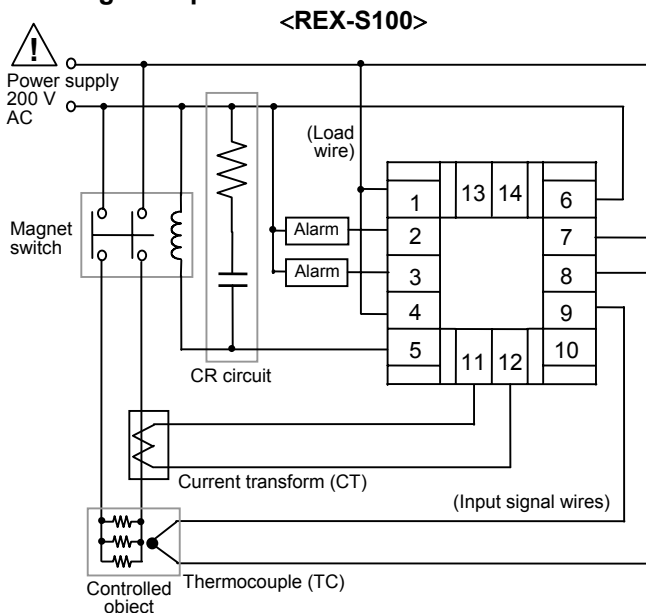 <REX-S100>
Power supply
200 V
AC
(Load
wire)
Magnet
switch
Alarm
Alarm
1
2
3
4
5
13
14
6
7
8
9
10
11
12
CR circuit
Current transform (CT)
(Input signal wires)
Thermocouple (TC)
Controlled
object